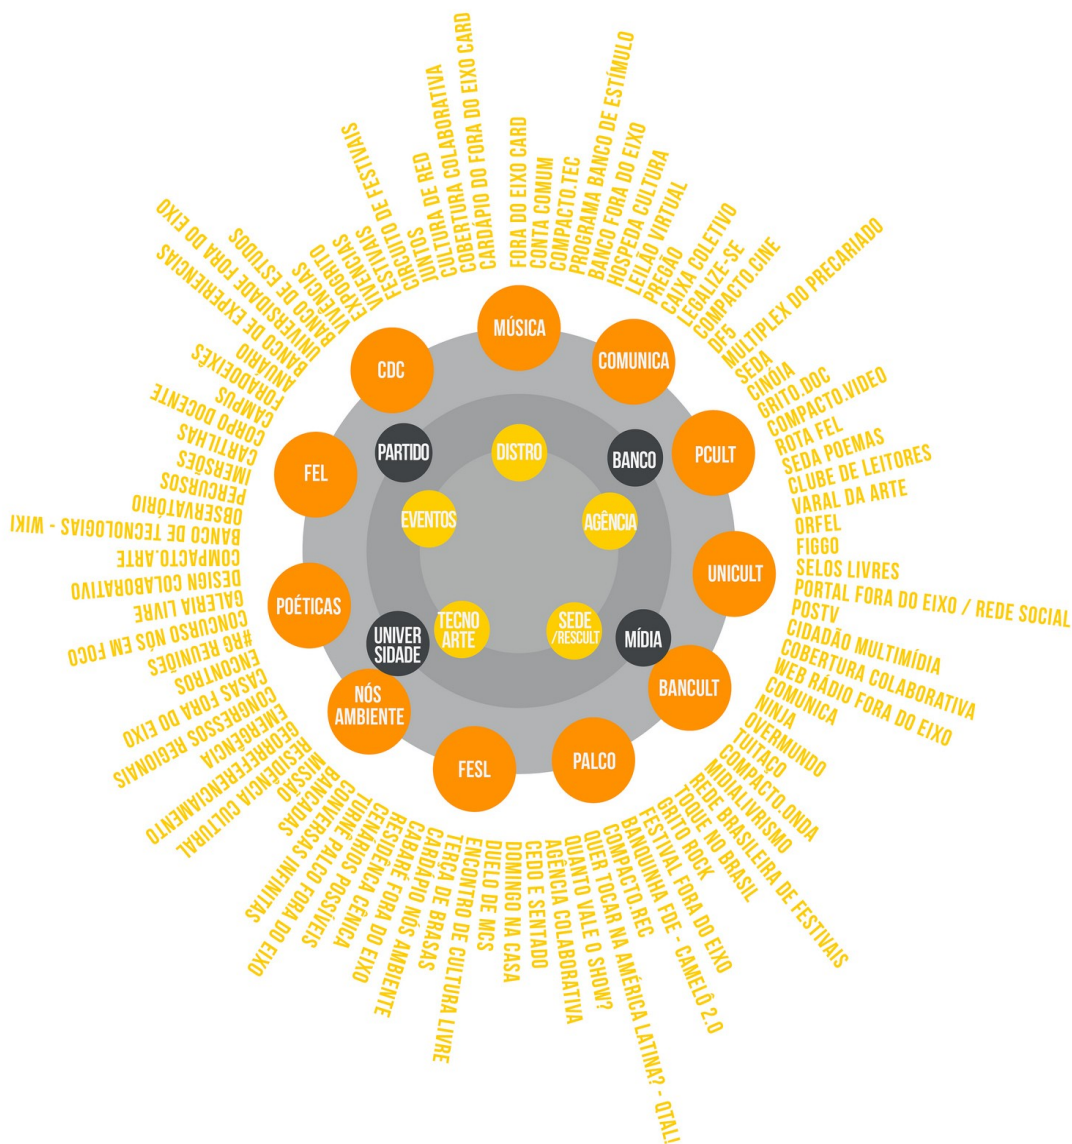 FORA DO EIXO CARD
CONTA COMUM
COMPACTO.TEC
PROGRAMA BANCO DE ESTÍMULO
BANCO FORA DO EIXO
HOSPEDA CULTURA
LEILÃO VIRTUAL
PREGÃO
CAIXA COLETIVO
LEGALIZE-SE
COMPACTO.CINE
DF5
MULTIPLEX DO PRECARIADO
SEDA
CINÓIA
GRITO.DOC
COMPACTO.VIDEO
ROTA FEL
SEDA POEMAS
CLUBE DE LEITORES
VARAL DA ARTE
ORFEL
FIGGO
SELOS LIVRES
PORTAL FORA DO EIXO / REDE SOCIAL
POSTV
CIDADÃO MULTIMÍDIA
COBERTURA COLABORATIVA
WEB RÁDIO FORA DO EIXO
COMUNICA
NINJA
OVERMUNDO
TUITAÇO
COMPACTO.ONDA
MIDIALIVRISMO
REDE BRASILEIRA DE FESTIVAIS
TOQUE NO BRASIL
GRITO ROCK
FESTIVAL FORA DO EIXO
BANQUINHA FDE - CAMELÔ 2.0
COMPACTO.REC
QUER TOCAR NA AMÉRICA LATINA? - QTAL!
QUANTO VALE O SHOW?
AGÊNCIA COLABORATIVA
CEDO E SENTADO
DOMINGO NA CASA
DUELO DE MCS
ENCONTRO DE CULTURA LIVRE
TERÇA DE BRASAS
CARDÁPIO NÓS AMBIENTE
CABARÉ FORA DO EIXO
RESIDÊNCA CÊNICA
CENÁRIOS POSSÍVEIS
TURNÊ PALCO FORA DO EIXO
CONVERSAS INFINITAS
BANCADAS
MISSÃO
RESIDÊNCIA CULTURAL
GEORREFERENCIAMENTO
EMERGÊNCIA
CONGRESSOS REGIONAIS
CASAS FORA DO EIXO
ENCONTROS
#RG REUNIÕES
CONCURSO NÓS EM FOCO
GALERIA LIVRE
DESIGN COLABORATIVO
COMPACTO.ARTE
BANCO DE TECNOLOGIAS - WIKI
OBSERVATÓRIO
PERCURSOS
IMERSÕES
CARTILHAS
CORPO DOCENTE
CAMPUS
FORADOEIXÊS
ANUÁRIO
BANCO DE EXPERIENCIAS
UNIVERSIDADE FORA DO EIXO
BANCO DE ESTUDOS
VIVÊNCIAS
EXPOGRITO
VIVENCIAS
FESTIVAIS
CIRCUITO DE FESTIVAIS
CJUNTOS
CULTURA DE RED
COBERTURA COLABORATIVA
CARDÁPIO DO FORA DO EIXO CARD
MÚSICA
COMUNICA
PCULT
UNICULT
BANCULT
PALCO
FESL
NÓS
AMBIENTE
POÉTICAS
FEL
CDC
PARTIDO
BANCO
MÍDIA
UNIVER
SIDADE
DISTRO
AGÊNCIA
SEDE
/RESCULT
TECNO
ARTE
EVENTOS